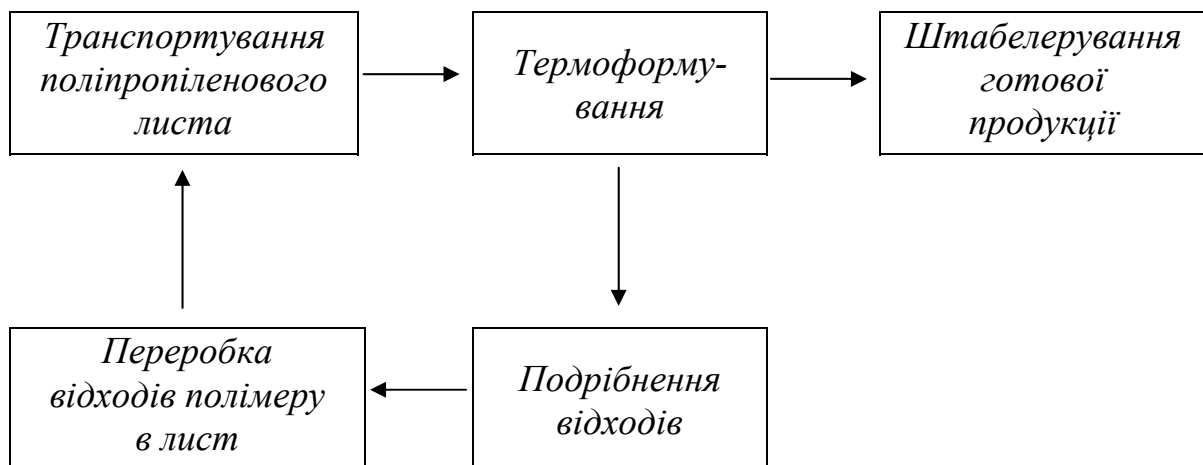 Транспортування
поліпропіленового
листа
Термоформу-
вання
Штабелерування
готової
продукції
Переробка
відходів полімеру
в лист
Подрібнення
відходів